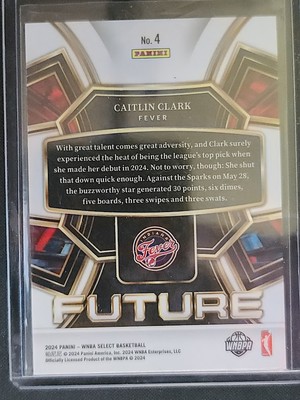 No. 4
PANINI
CAITLIN CLARK
FEVER
With great talent comes great adversity, and Clark surely
experienced the heat of being the league's top pick when
she made her debut in 2024. Not to worry, though: She shut
that down quick enough. Against the Sparks on May 28,
the buzzworthy star generated 30 points, six dimes,
five boards, three swipes and three swats.
INDIANA
Fever
FUTURE
2024 PANINI – WNBA SELECT BASKETBALL
© 2024 Panini America, Inc. 2024 WNBA Enterprises, LLC
Officially Licensed Product of the WNBPA © 2024
WNBPA